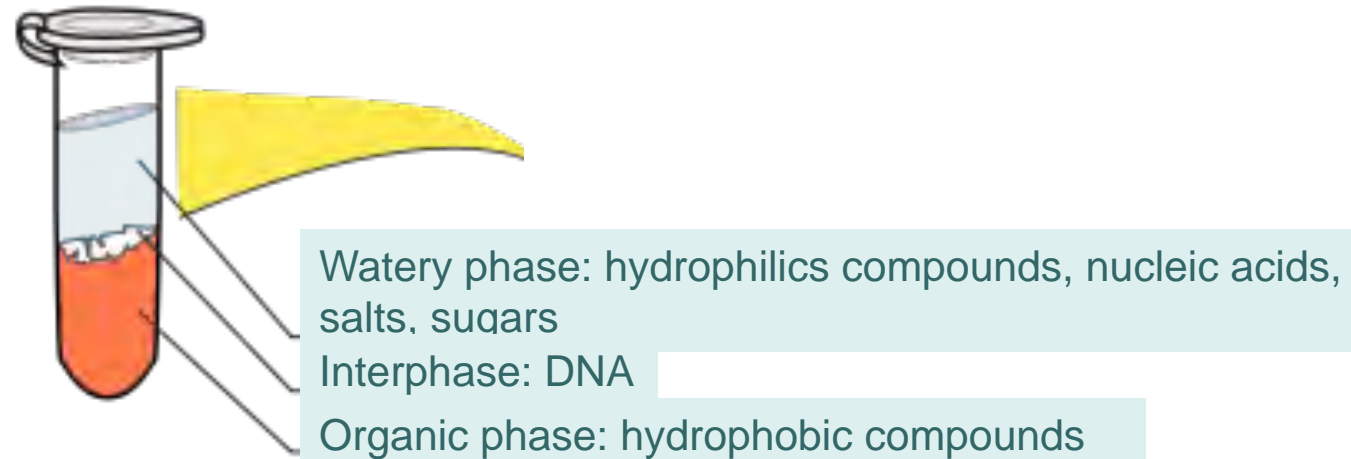 Watery phase: hydrophilics compounds, nucleic acids,
salts, sugars
Interphase: DNA
Organic phase: hydrophobic compounds